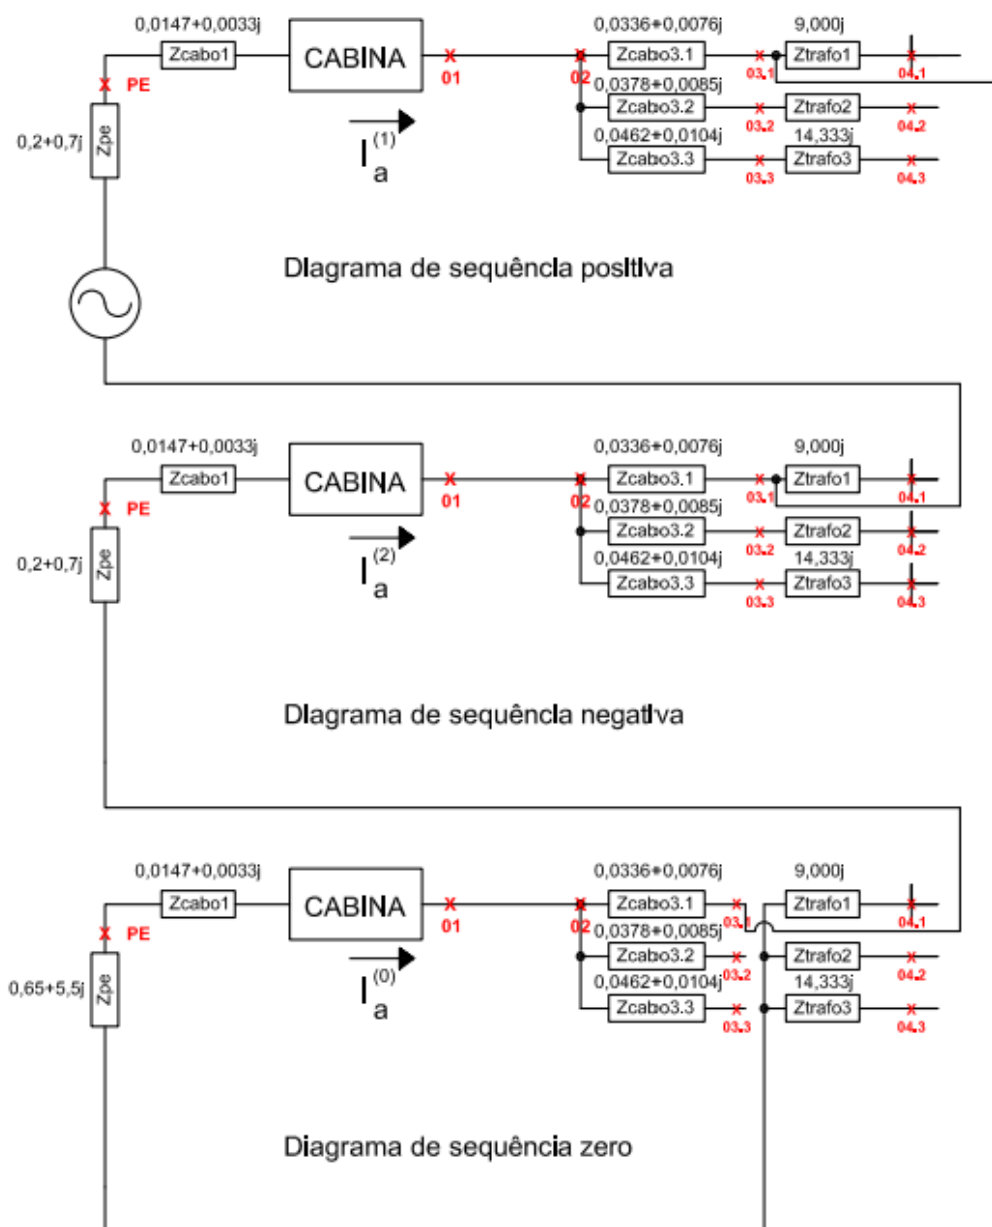 0,0147+0,0033j 0,0336+0,0076j 9,000j
Zcabo1 CABINA Zcabo3.1 Ztrafo1
PE 01 02 03.1 04.1
0,0378+0,0085j
0,2+0,7j Zpe Zcabo3.2 Ztrafo2
I a (1)
03.2 04.2
0,0462+0,0104j 14,333j
Zcabo3.3 Ztrafo3
03.3 04.3
Diagrama de sequência positiva
0,0147+0,0033j 0,0336+0,0076j 9,000j
Zcabo1 CABINA Zcabo3.1 Ztrafo1
PE 01 02 03.1 04.1
0,0378+0,0085j
0,2+0,7j Zpe Zcabo3.2 Ztrafo2
I a (2)
03.2 04.2
0,0462+0,0104j 14,333j
Zcabo3.3 Ztrafo3
03.3 04.3
Diagrama de sequência negativa
0,0147+0,0033j 0,0336+0,0076j 9,000j
Zcabo1 CABINA Zcabo3.1 Ztrafo1
PE 01 02 03.1 04.1
0,0378+0,0085j
0,65+5,5j Zpe Zcabo3.2 Ztrafo2
I a (0)
03.2 04.2
0,0462+0,0104j 14,333j
Zcabo3.3 Ztrafo3
03.3 04.3
Diagrama de sequência zero